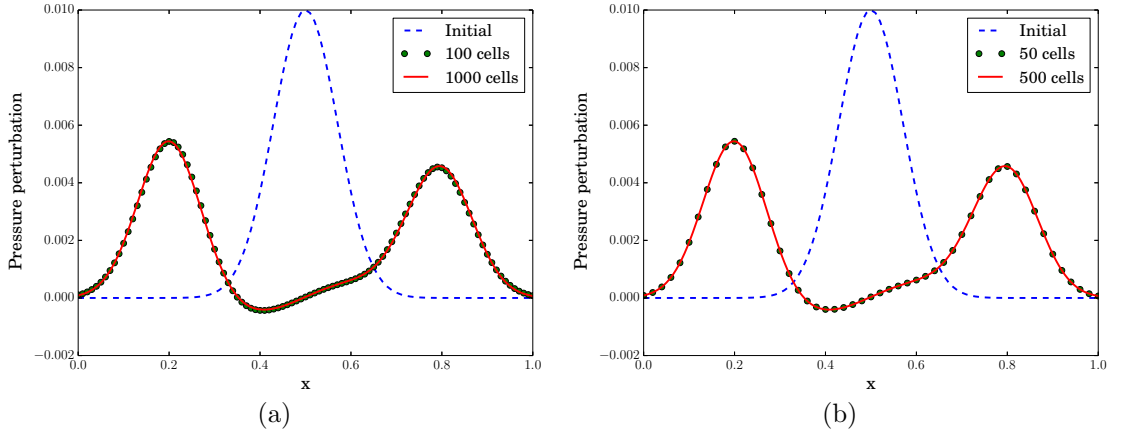 0.010
0.008
0.006
0.004
0.002
0.000
−0.002
0.0 0.2 0.4 0.6 0.8 1.0
x
Pressure perturbation
Initial
100 cells
1000 cells
(a)
0.010
0.008
0.006
0.004
0.002
0.000
−0.002
0.0 0.2 0.4 0.6 0.8 1.0
x
Pressure perturbation
Initial
50 cells
500 cells
(b)